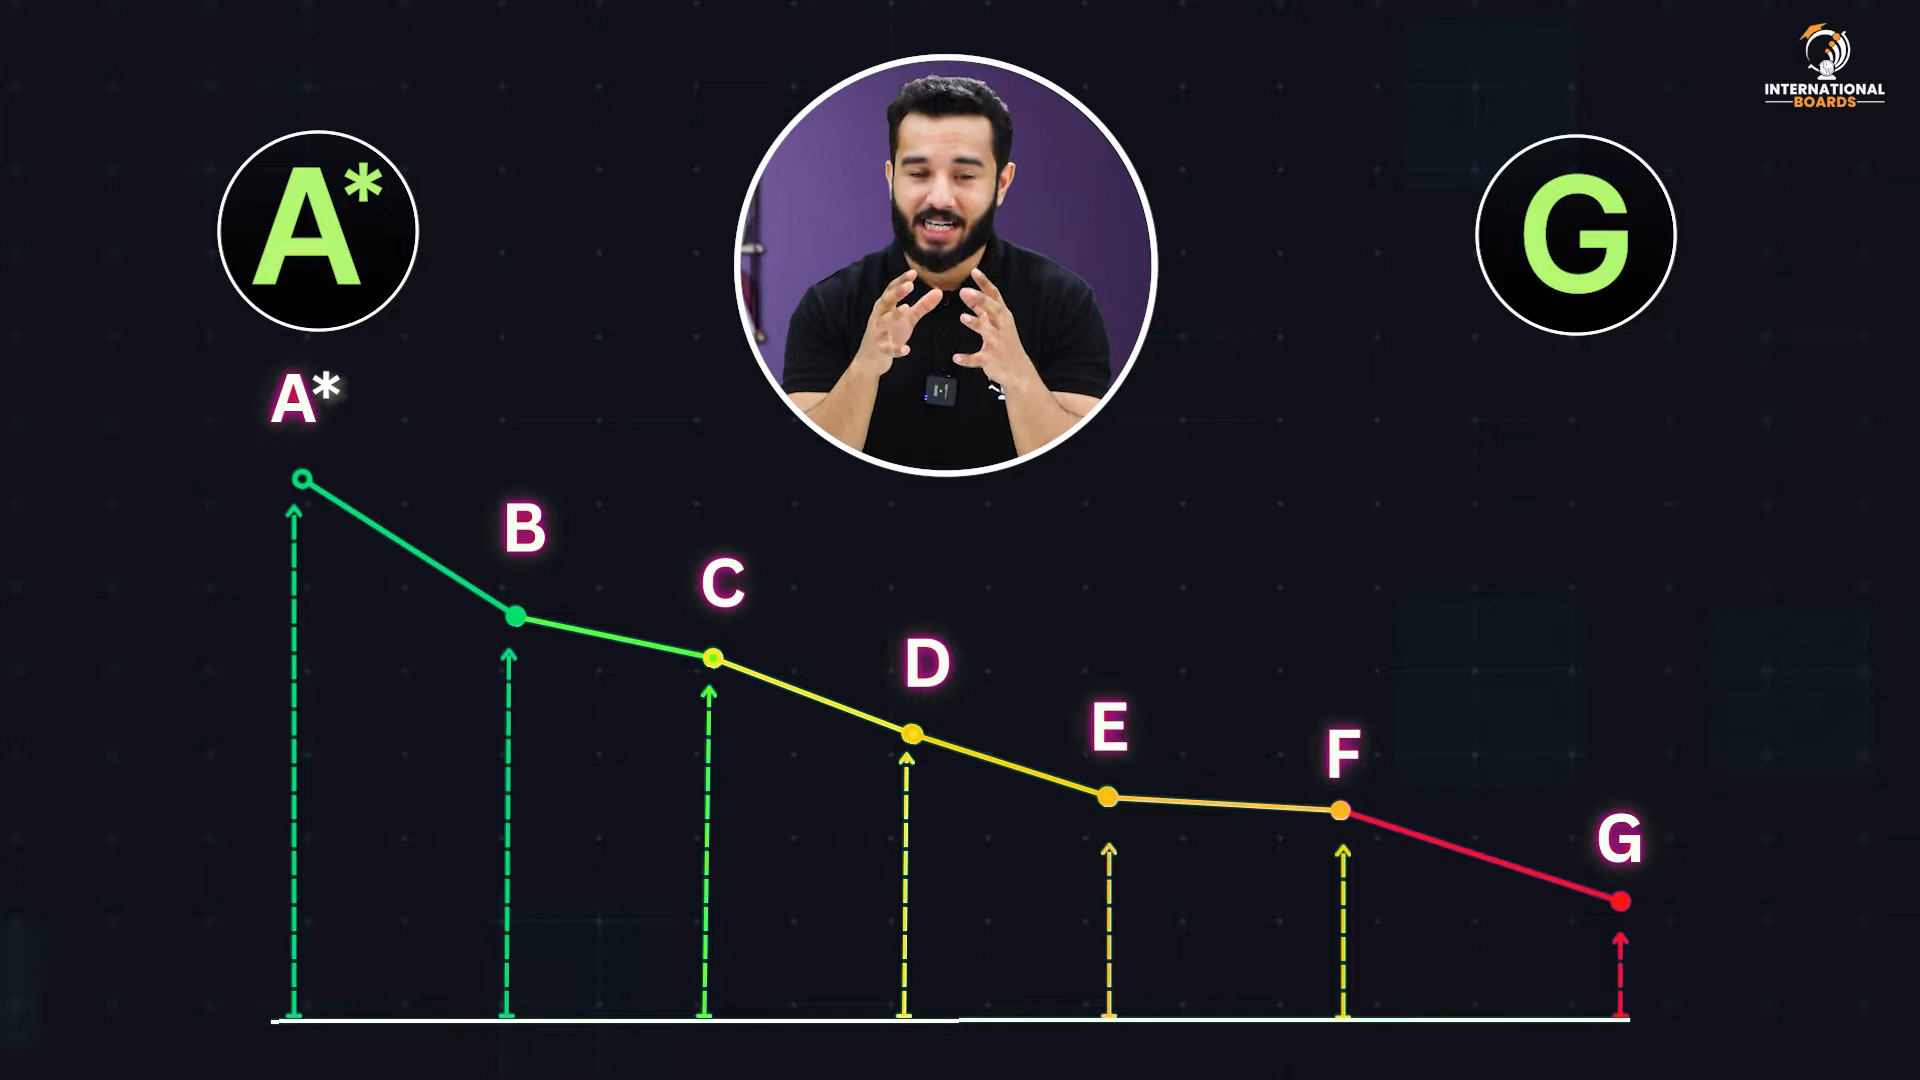 INTERNATIONAL
BOARDS
A*
G
A*
B
C
D
E
F
G